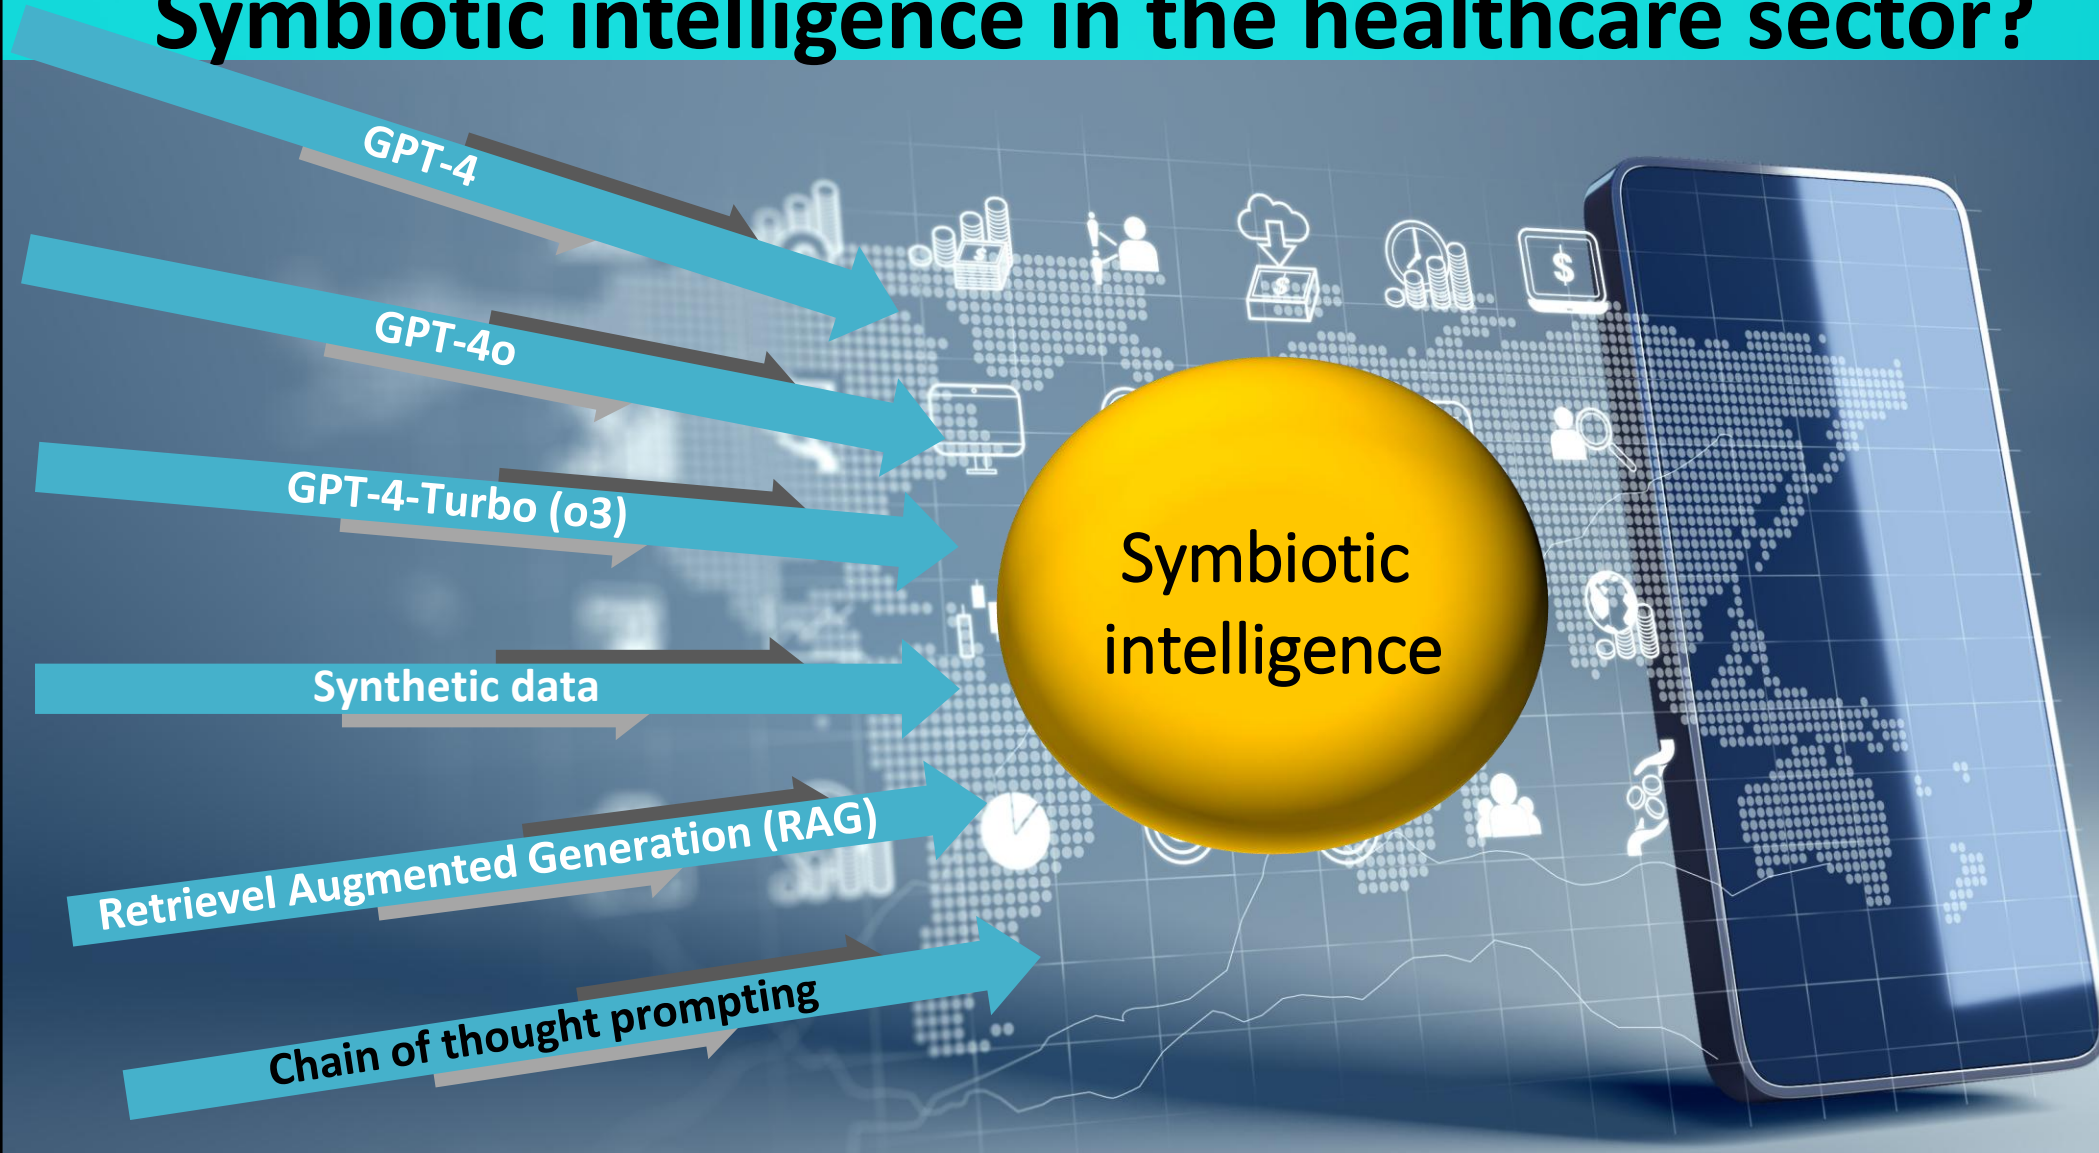 Symbiotic intelligence in the healthcare sector?
GPT-4
GPT-4o
GPT-4-Turbo (o3)
Synthetic data
Retrievel Augmented Generation (RAG)
Chain of thought prompting
Symbiotic
intelligence